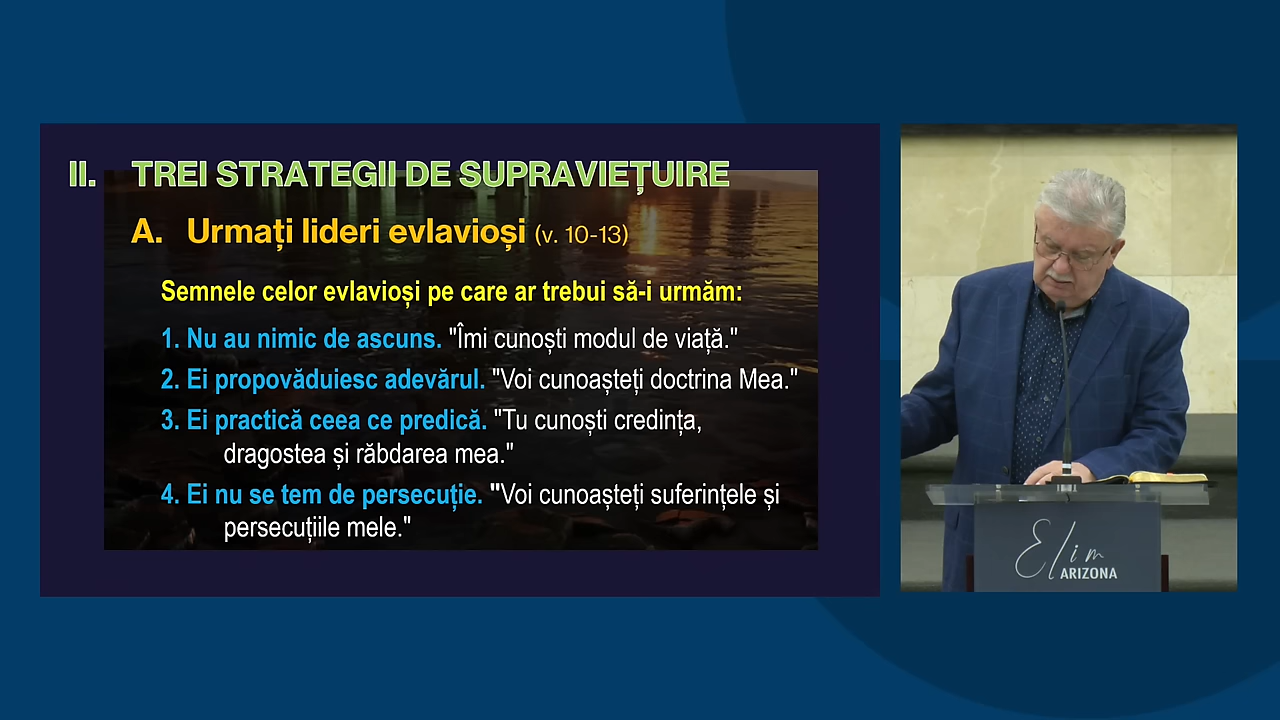 II. TREI STRATEGII DE SUPRAVIEȚUIRE
A. Urmați lideri evlavioși (v. 10-13)
Semnele celor evlavioși pe care ar trebui să-i urmăm:
1. Nu au nimic de ascuns. "Îmi cunoști modul de viață."
2. Ei propovăduiesc adevărul. "Voi cunoașteți doctrina Mea."
3. Ei practică ceea ce predică. "Tu cunoști credința,
dragostea și răbdarea mea."
4. Ei nu se tem de persecuție. "Voi cunoașteți suferințele și
persecuțiile mele."
Elim
ARIZONA